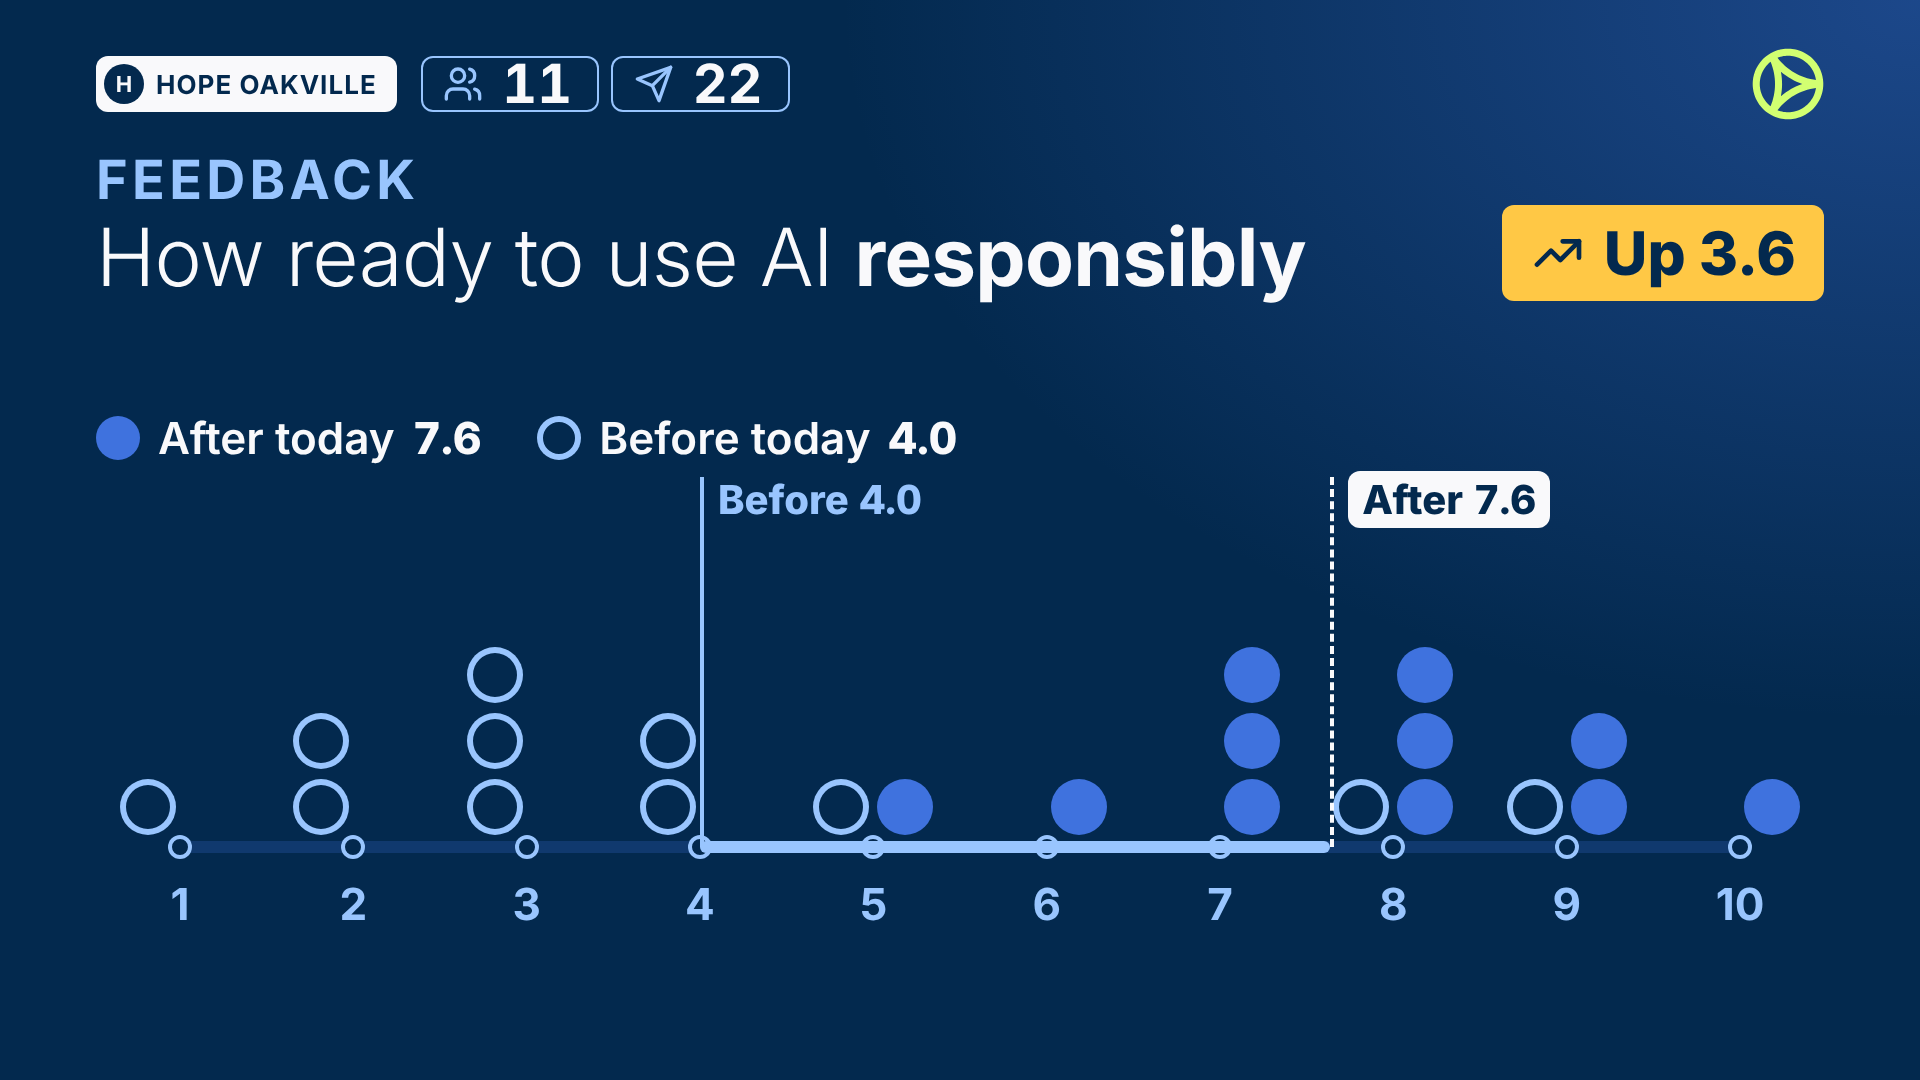 H HOPE OAKVILLE 11 22
FEEDBACK
How ready to use AI responsibly
Up 3.6
After today 7.6 Before today 4.0
Before 4.0 After 7.6
1 2 3 4 5 6 7 8 9 10